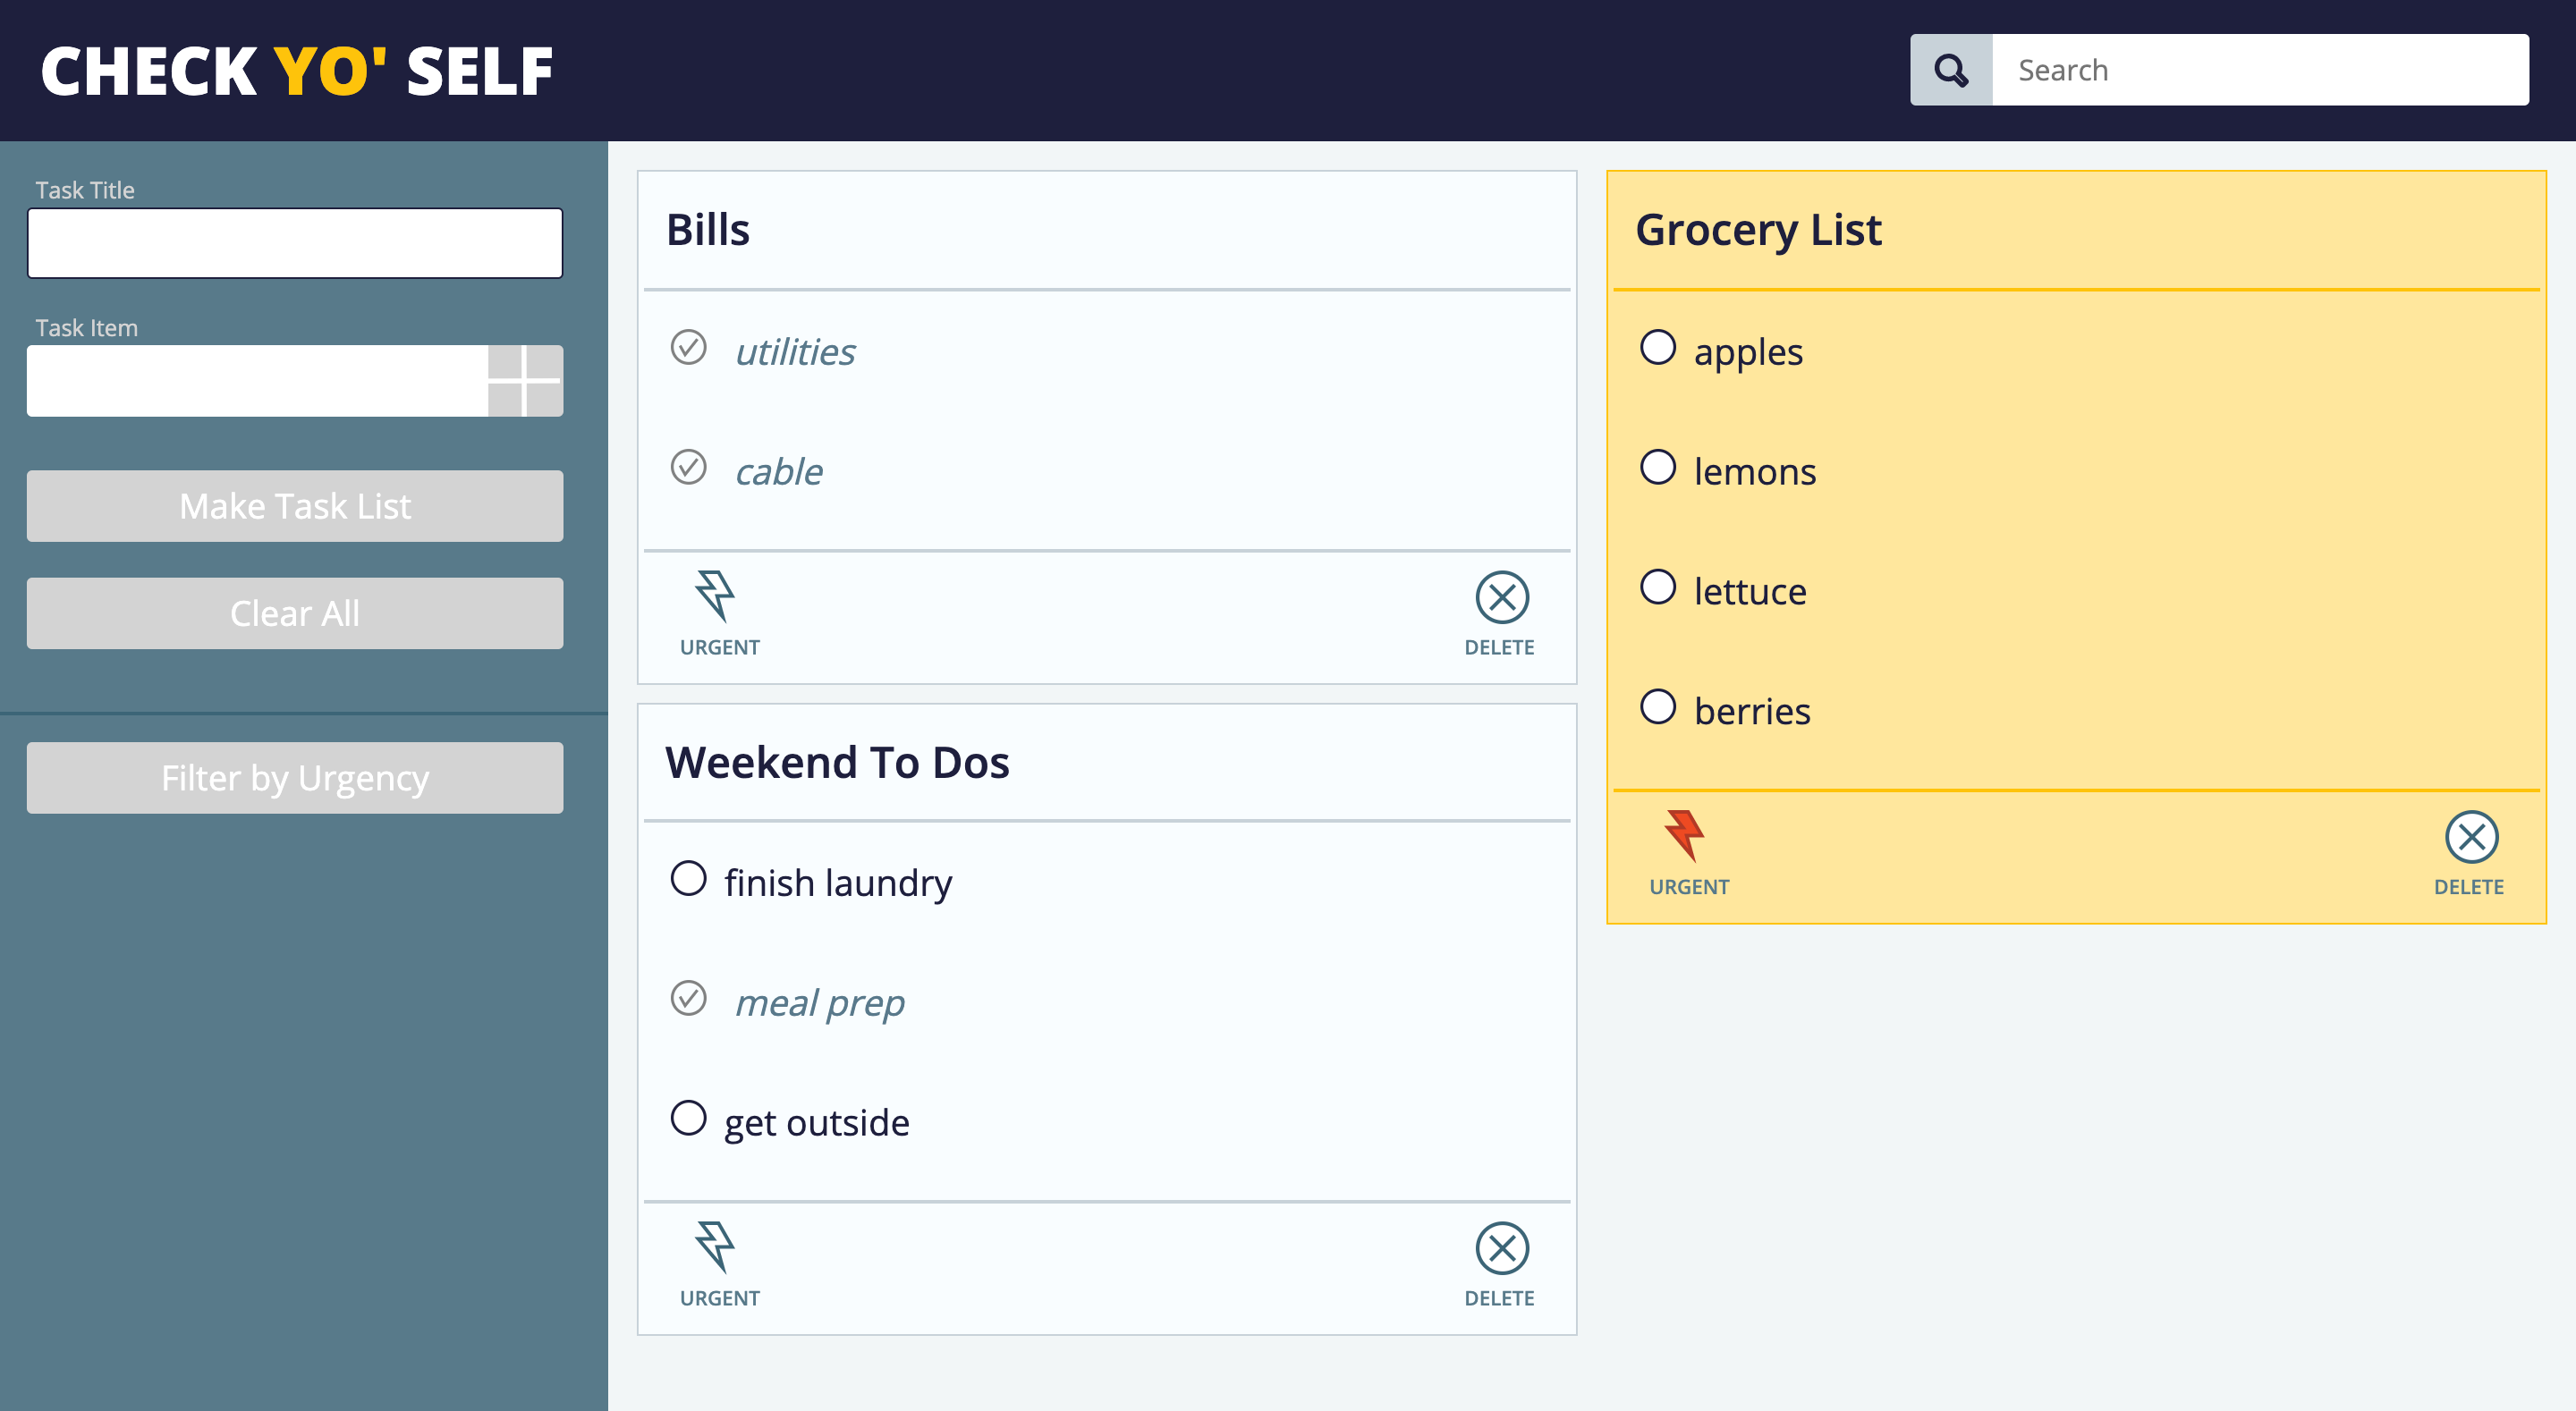 CHECK YO' SELF
Search
Task Title
Task Item
Make Task List
Clear All
Filter by Urgency
Bills
utilities
cable
URGENT
DELETE
Weekend To Dos
finish laundry
meal prep
get outside
URGENT
DELETE
Grocery List
apples
lemons
lettuce
berries
URGENT
DELETE